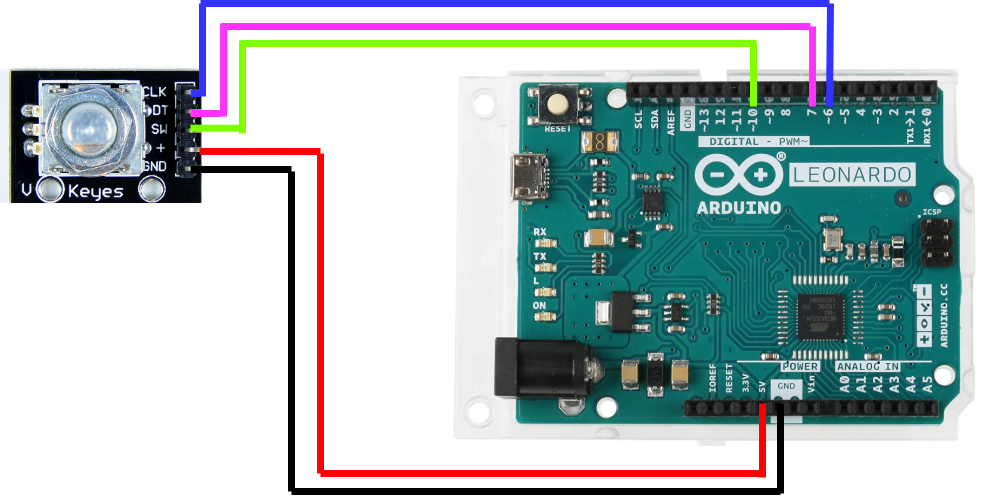 CLK
DT
SW
+
GND
V Keyes
RESET
SCL
SDA
AREF
GND
~13
12
~11
~10
~9
8
7
~6
~5
4
~3
2
TX1→1
RX1←0
DIGITAL - PWM~
LEONARDO
ARDUINO
ICSP
RX
TX
L
ON
ARDUINO.CC
POWER
ANALOG IN
IOREF
RESET
3.3V
5V
GND
Vin
A0
A1
A2
A3
A4
A5